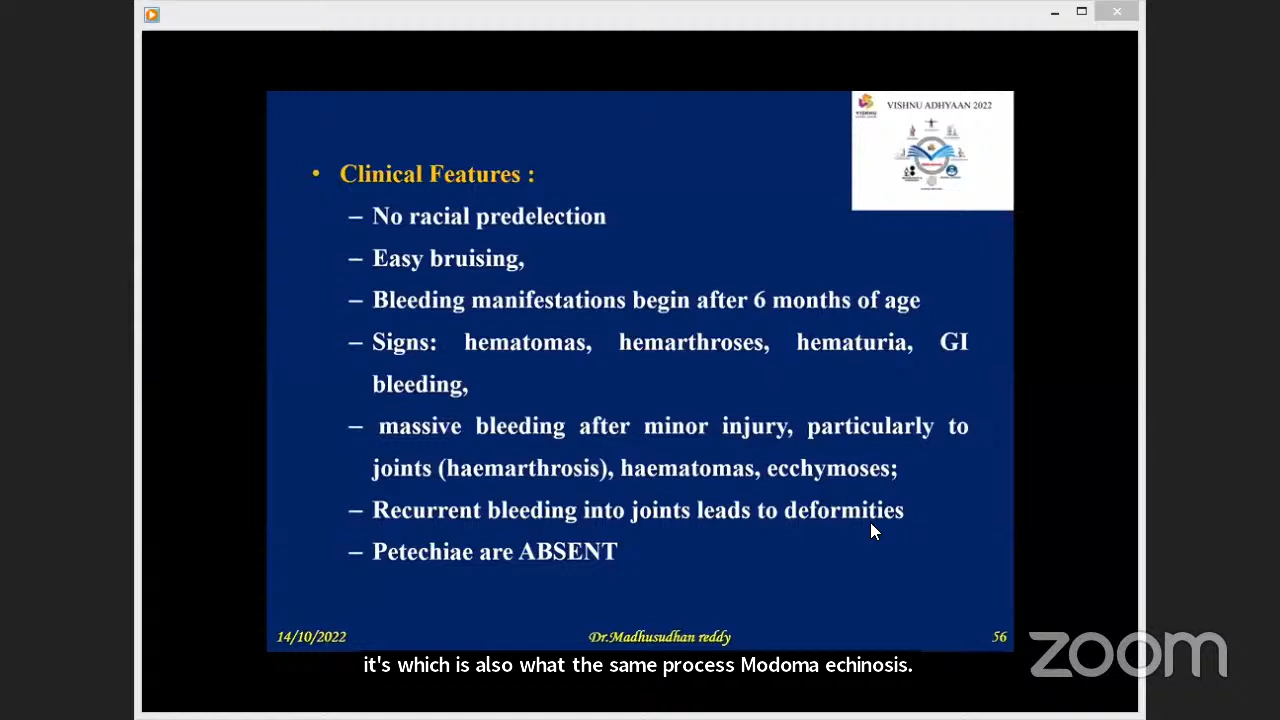 VISHNU ADHYAAN 2022
• Clinical Features :
– No racial predelection
– Easy bruising,
– Bleeding manifestations begin after 6 months of age
– Signs: hematomas, hemarthroses, hematuria, GI
bleeding,
– massive bleeding after minor injury, particularly to
joints (haemarthrosis), haematomas, ecchymoses;
– Recurrent bleeding into joints leads to deformities
– Petechiae are ABSENT
14/10/2022 Dr.Madhusudhan reddy 56
it's which is also what the same process Modoma echinosis.
zoom